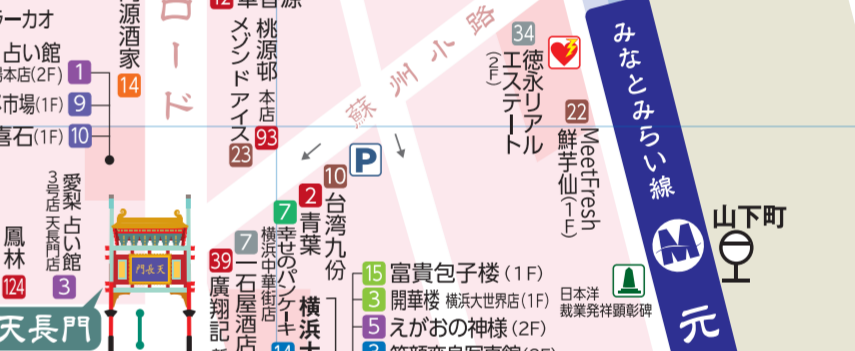 ラーカオ
占い館
本店(2F) 1
市場(1F) 9
喜石(1F) 10
源酒家
14
ロード
桃源邨 本店
93
メゾンド アイス
23
蘇州小路
34
徳永リアル
エステート
(2F)
22
MeetFresh
鮮芋仙(1F)
みなとみらい線
M
元
山下町
P
愛梨 占い館
3号店 天長門店
3
鳳林
124
天長門
天長門
39
廣翔記
7
一石屋酒店
7
幸せのパンケーキ
横浜中華街店
2
青葉
10
台湾九份
横浜
14
15 富貴包子楼(1F)
3 開華楼 横浜大世界店(1F)
5 えがおの神様(2F)
日本洋
裁業発祥顕彰碑